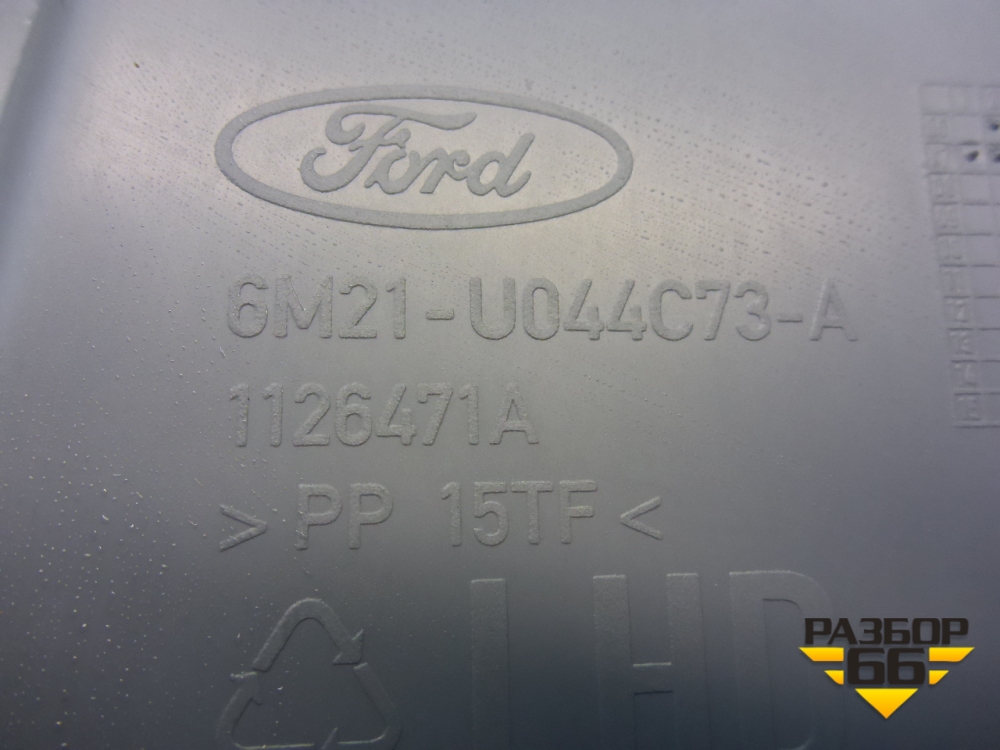 Ford
6M21-U044C73-A
1126471A
> PP 15TF <
LHD
РАЗБОР
66